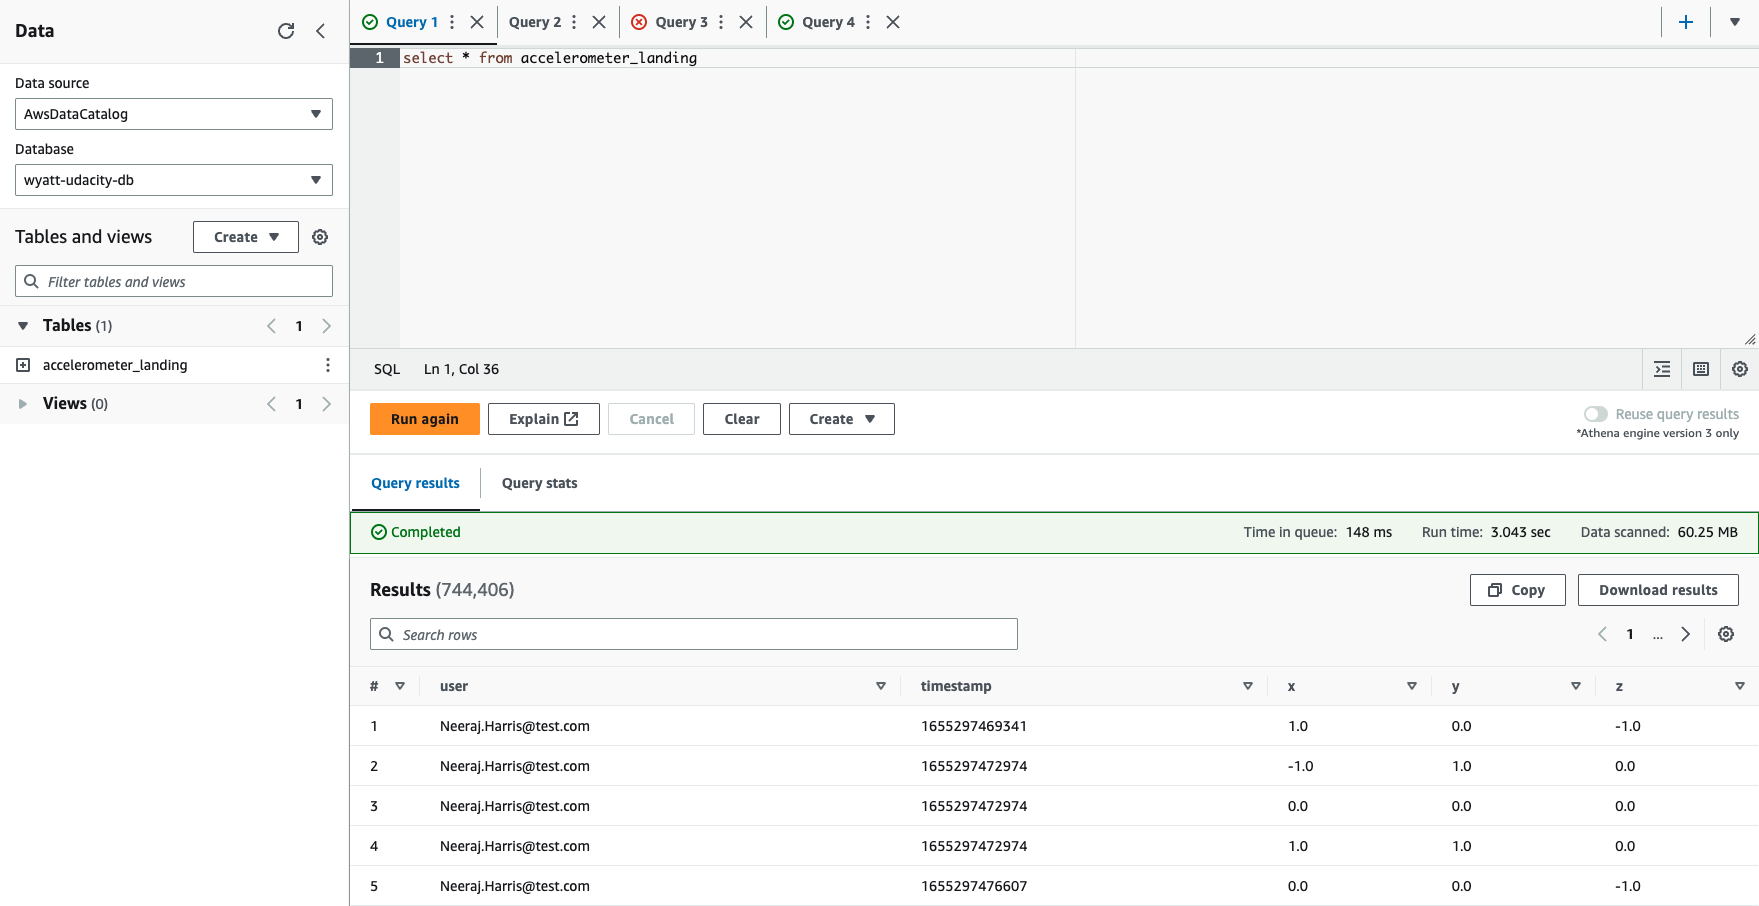 Data
Data source
AwsDataCatalog
Database
wyatt-udacity-db
Tables and views
Create
Filter tables and views
Tables (1)
1
accelerometer_landing
Views (0)
1
Query 1
Query 2
Query 3
Query 4
1 select * from accelerometer_landing
SQL Ln 1, Col 36
Run again Explain Cancel Clear Create
Reuse query results
*Athena engine version 3 only
Query results Query stats
Completed Time in queue: 148 ms Run time: 3.043 sec Data scanned: 60.25 MB
Results (744,406)
Copy Download results
Search rows
1 ...
# user timestamp x y z
1 Neeraj.Harris@test.com 1655297469341 1.0 0.0 -1.0
2 Neeraj.Harris@test.com 1655297472974 -1.0 1.0 0.0
3 Neeraj.Harris@test.com 1655297472974 0.0 0.0 0.0
4 Neeraj.Harris@test.com 1655297472974 1.0 1.0 0.0
5 Neeraj.Harris@test.com 1655297476607 0.0 0.0 -1.0